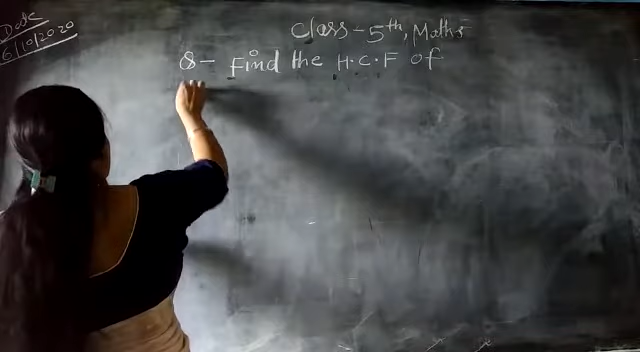 Date
6/10/2020
Class - 5th, Maths
Q - Find the H.C.F of